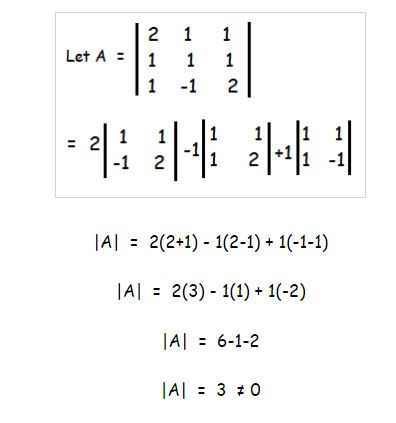 2 1 1
Let A = 1 1 1
1 -1 2
= 2 | 1 1 | -1 | 1 1 | +1 | 1 1 |
| -1 2 | | 1 2 | | 1 -1 |
|A| = 2(2+1) - 1(2-1) + 1(-1-1)
|A| = 2(3) - 1(1) + 1(-2)
|A| = 6-1-2
|A| = 3 ≠ 0